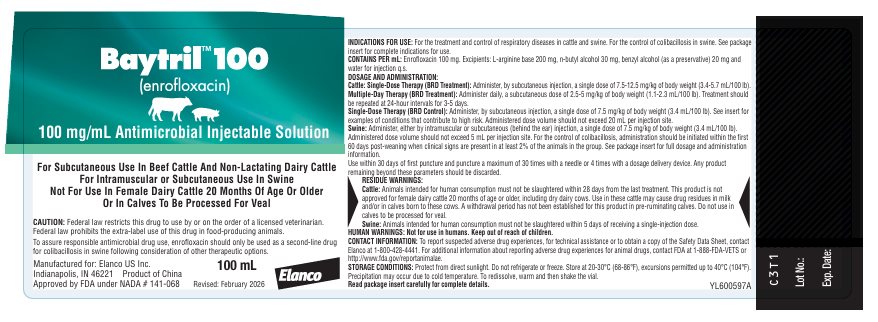 Baytril™ 100
(enrofloxacin)
100 mg/mL Antimicrobial Injectable Solution
For Subcutaneous Use In Beef Cattle And Non-Lactating Dairy Cattle
For Intramuscular or Subcutaneous Use In Swine
Not For Use In Female Dairy Cattle 20 Months Of Age Or Older
Or In Calves To Be Processed For Veal
CAUTION: Federal law restricts this drug to use by or on the order of a licensed veterinarian.
Federal law prohibits the extra-label use of this drug in food-producing animals.
To assure responsible antimicrobial drug use, enrofloxacin should only be used as a second-line drug
for colibacillosis in swine following consideration of other therapeutic options.
Manufactured for: Elanco US Inc.
Indianapolis, IN 46221 Product of China
Approved by FDA under NADA # 141-068
100 mL
Revised: February 2026
Elanco
INDICATIONS FOR USE: For the treatment and control of respiratory diseases in cattle and swine. For the control of colibacillosis in swine. See package
insert for complete indications for use.
CONTAINS PER mL: Enrofloxacin 100 mg. Excipients: L-arginine base 200 mg, n-butyl alcohol 30 mg, benzyl alcohol (as a preservative) 20 mg and
water for injection q.s.
DOSAGE AND ADMINISTRATION:
Cattle: Single-Dose Therapy (BRD Treatment): Administer, by subcutaneous injection, a single dose of 7.5-12.5 mg/kg of body weight (3.4-5.7 mL/100 lb).
Multiple-Day Therapy (BRD Treatment): Administer daily, a subcutaneous dose of 2.5-5 mg/kg of body weight (1.1-2.3 mL/100 lb). Treatment should
be repeated at 24-hour intervals for 3-5 days.
Single-Dose Therapy (BRD Control): Administer, by subcutaneous injection, a single dose of 7.5 mg/kg of body weight (3.4 mL/100 lb). See insert for
examples of conditions that contribute to high risk. Administered dose volume should not exceed 20 mL per injection site.
Swine: Administer, either by intramuscular or subcutaneous (behind the ear) injection, a single dose of 7.5 mg/kg of body weight (3.4 mL/100 lb).
Administered dose volume should not exceed 5 mL per injection site. For the control of colibacillosis, administration should be initiated within the first
60 days post-weaning when clinical signs are present in at least 2% of the animals in the group. See package insert for full dosage and administration
information.
Use within 30 days of first puncture and puncture a maximum of 30 times with a needle or 4 times with a dosage delivery device. Any product
remaining beyond these parameters should be discarded.
RESIDUE WARNINGS:
Cattle: Animals intended for human consumption must not be slaughtered within 28 days from the last treatment. This product is not
approved for female dairy cattle 20 months of age or older, including dry dairy cows. Use in these cattle may cause drug residues in milk
and/or in calves born to these cows. A withdrawal period has not been established for this product in pre-ruminating calves. Do not use in
calves to be processed for veal.
Swine: Animals intended for human consumption must not be slaughtered within 5 days of receiving a single-injection dose.
HUMAN WARNINGS: Not for use in humans. Keep out of reach of children.
CONTACT INFORMATION: To report suspected adverse drug experiences, for technical assistance or to obtain a copy of the Safety Data Sheet, contact
Elanco at 1-800-428-4441. For additional information about reporting adverse drug experiences for animal drugs, contact FDA at 1-888-FDA-VETS or
http://www.fda.gov/reportanimalae.
STORAGE CONDITIONS: Protect from direct sunlight. Do not refrigerate or freeze. Store at 20-30°C (68-86°F), excursions permitted up to 40°C (104°F).
Precipitation may occur due to cold temperature. To redissolve, warm and then shake the vial.
Read package insert carefully for complete details.
YL600597A
C3T1
Lot No.:
Exp. Date: